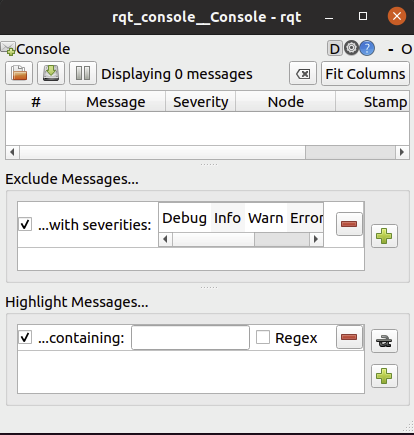 rqt_console__Console - rqt
Console D ? - O
Displaying 0 messages Fit Columns
# Message Severity Node Stamp
Exclude Messages...
...with severities: Debug Info Warn Error
Highlight Messages...
...containing: Regex